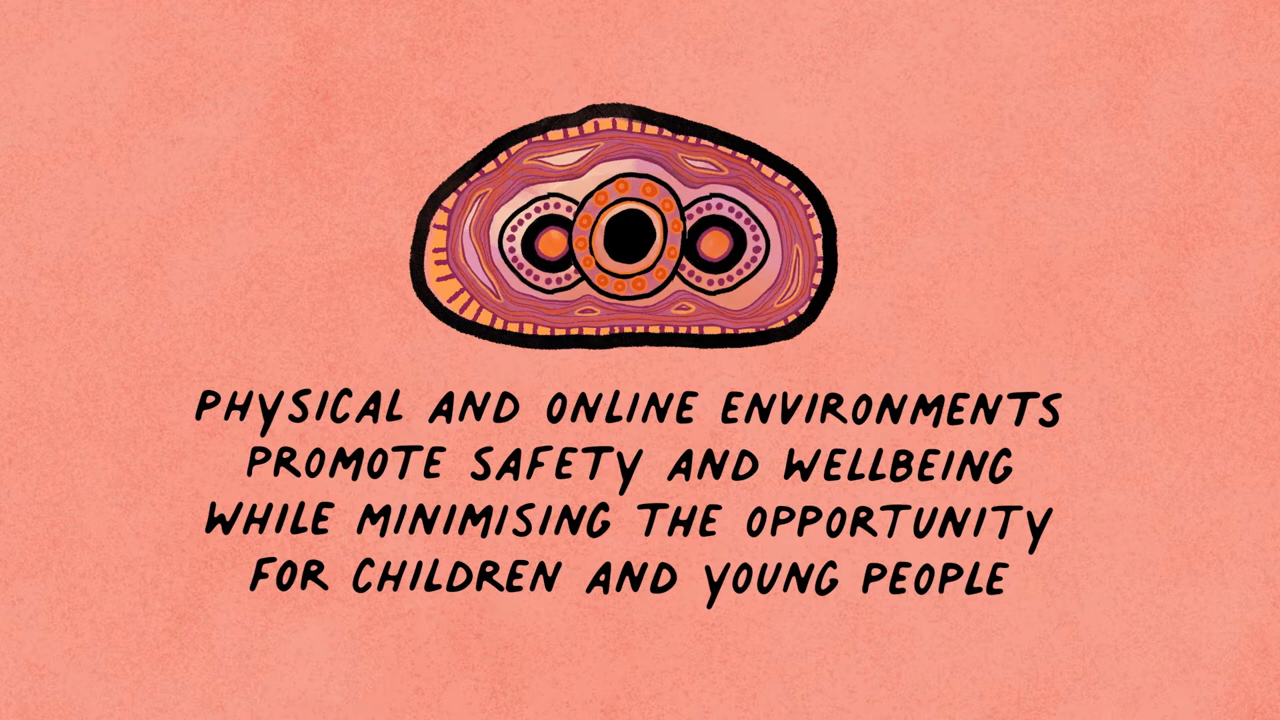 PHYSICAL AND ONLINE ENVIRONMENTS
PROMOTE SAFETY AND WELLBEING
WHILE MINIMISING THE OPPORTUNITY
FOR CHILDREN AND YOUNG PEOPLE